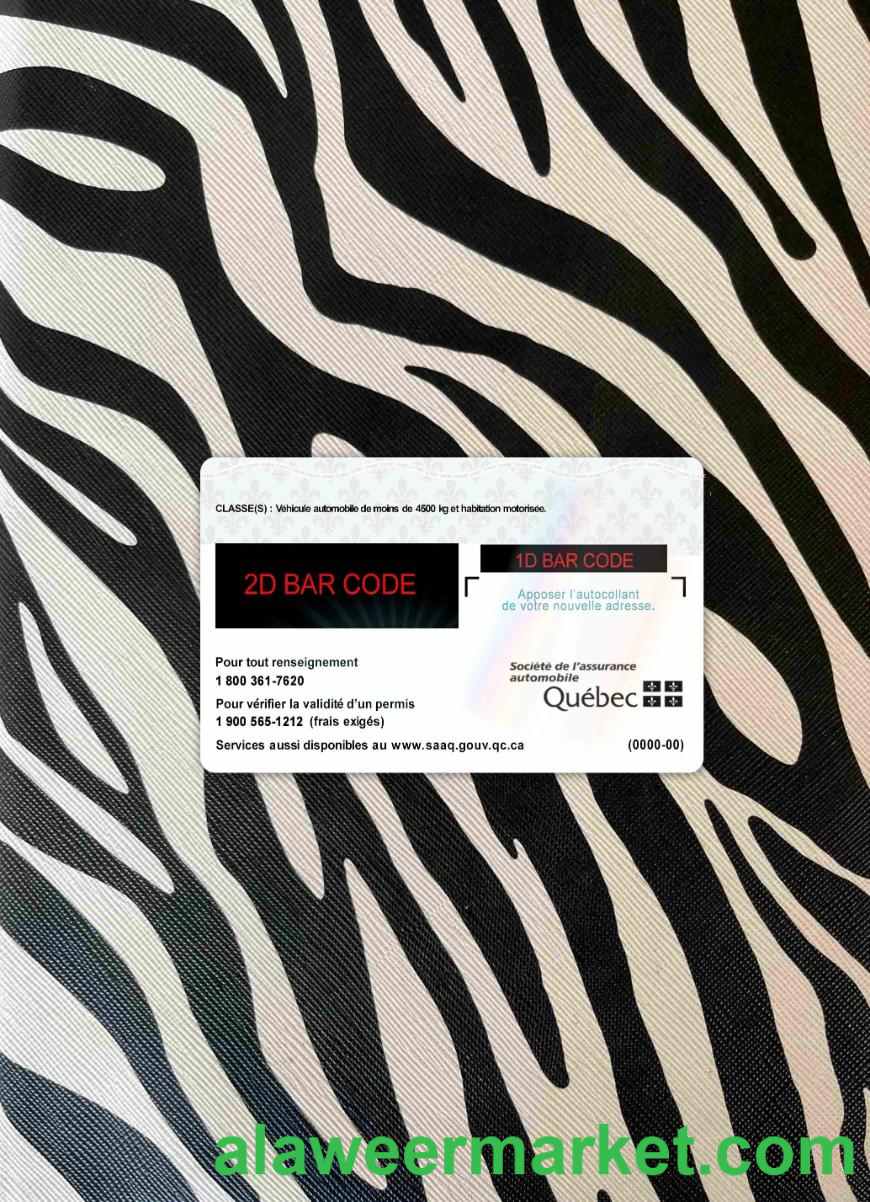 CLASSE(S) : Véhicule automobile de moins de 4500 kg et habitation motorisée.
2D BAR CODE
1D BAR CODE
Apposer l'autocollant
de votre nouvelle adresse.
Pour tout renseignement
1 800 361-7620
Pour vérifier la validité d'un permis
1 900 565-1212 (frais exigés)
Services aussi disponibles au www.saaq.gouv.qc.ca
Société de l'assurance
automobile
Québec
(0000-00)
alaweermarket.com